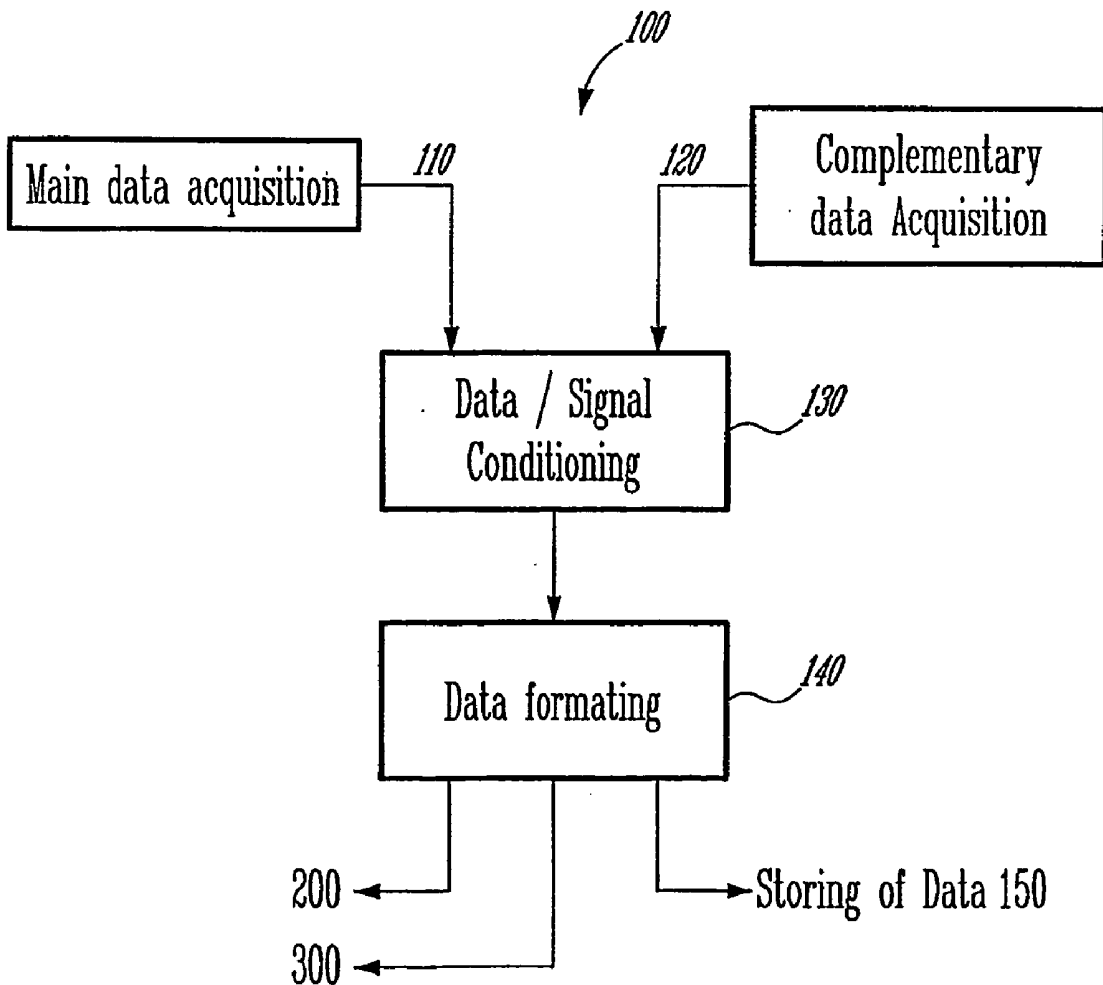 100
Main data acquisition
110
120
Complementary
data Acquisition
Data / Signal
Conditioning
130
Data formating
140
200
Storing of Data 150
300